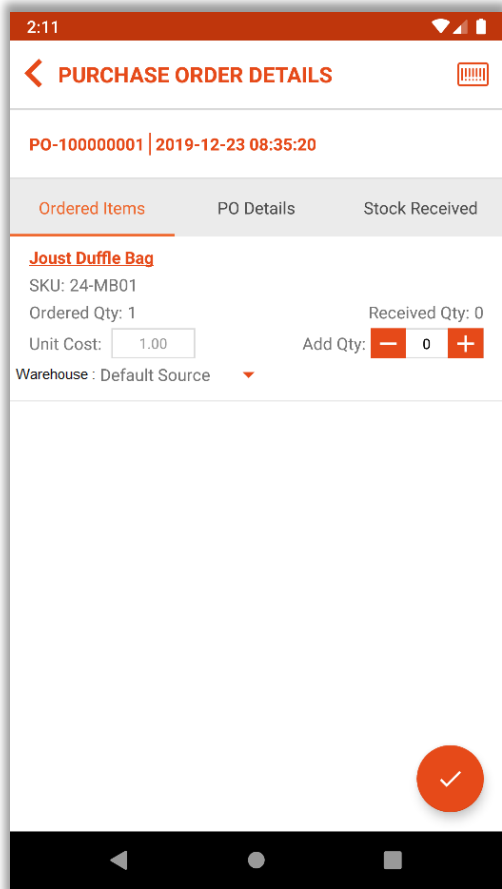 2:11
PURCHASE ORDER DETAILS
PO-100000001 | 2019-12-23 08:35:20
Ordered Items PO Details Stock Received
Joust Duffle Bag
SKU: 24-MB01
Ordered Qty: 1 Received Qty: 0
Unit Cost: 1.00 Add Qty: 0
Warehouse : Default Source